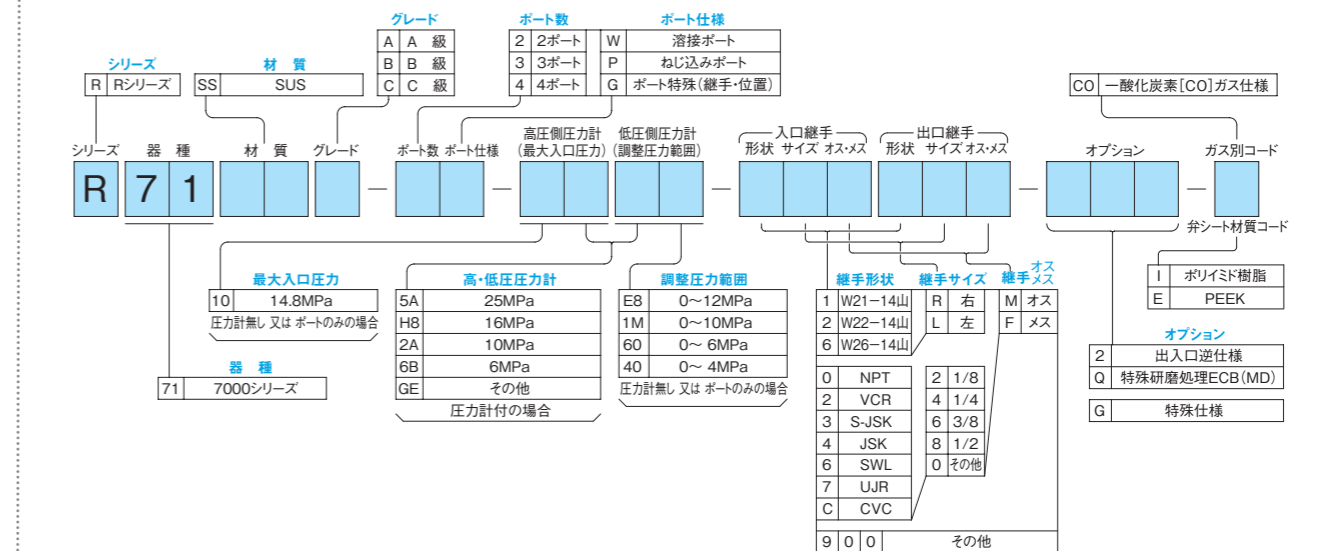 グレード
A A 級
B B 級
C C 級
ポート数
2 2ポート
3 3ポート
4 4ポート
ポート仕様
W 溶接ポート
P ねじ込みポート
G ポート特殊(継手・位置)
シリーズ
R Rシリーズ
材 質
SS SUS
CO 一酸化炭素[CO]ガス仕様
シリーズ 器 種 材 質 グレード ポート数 ポート仕様
高圧側圧力計
(最大入口圧力)
低圧側圧力計
(調整圧力範囲)
入口継手
形状 サイズ オス・メス
出口継手
形状 サイズ オス・メス
オプション
ガス別コード
R 7 1 — — — — —
弁シート材質コード
I ポリイミド樹脂
E PEEK
最大入口圧力
10 14.8MPa
圧力計無し 又は ポートのみの場合
器 種
71 7000シリーズ
高・低圧圧力計
5A 25MPa
H8 16MPa
2A 10MPa
6B 6MPa
GE その他
圧力計付の場合
調整圧力範囲
E8 0〜12MPa
1M 0〜10MPa
60 0〜 6MPa
40 0〜 4MPa
圧力計無し 又は ポートのみの場合
継手形状
1 W21−14山
2 W22−14山
6 W26−14山
0 NPT
2 VCR
3 S-JSK
4 JSK
6 SWL
7 UJR
C CVC
9 0 0 その他
継手サイズ
R 右
L 左
2 1/8
4 1/4
6 3/8
8 1/2
0 その他
継手オスメス
M オス
F メス
オプション
2 出入口逆仕様
Q 特殊研磨処理ECB(MD)
G 特殊仕様